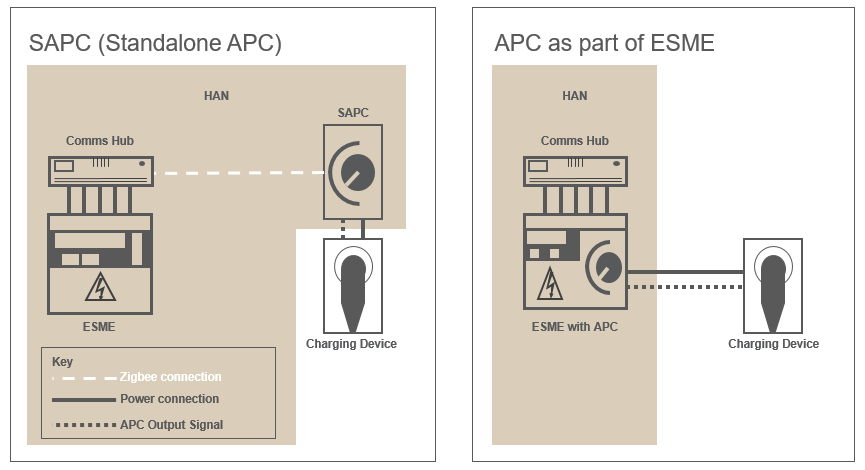 SAPC (Standalone APC)
HAN
SAPC
Comms Hub
ESME
Charging Device
Key
Zigbee connection
Power connection
APC Output Signal
APC as part of ESME
HAN
Comms Hub
ESME with APC
Charging Device